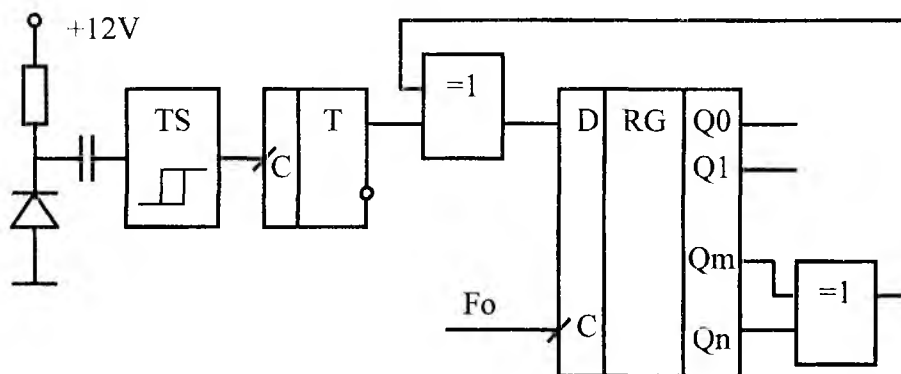 +12V
TS
C
T
=1
D
RG
Q0
Q1
Qm
Qn
Fo
C
=1